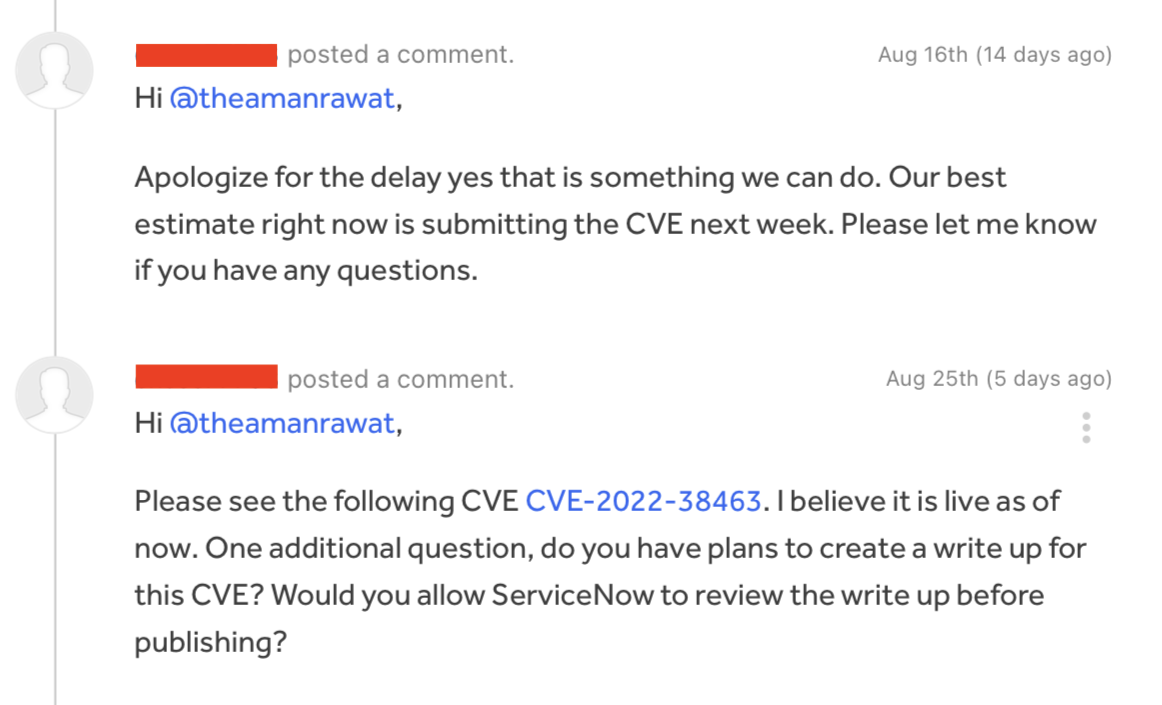 posted a comment.
Aug 16th (14 days ago)
Hi @theamanrawat,
Apologize for the delay yes that is something we can do. Our best
estimate right now is submitting the CVE next week. Please let me know
if you have any questions.
posted a comment.
Aug 25th (5 days ago)
Hi @theamanrawat,
Please see the following CVE CVE-2022-38463. I believe it is live as of
now. One additional question, do you have plans to create a write up for
this CVE? Would you allow ServiceNow to review the write up before
publishing?